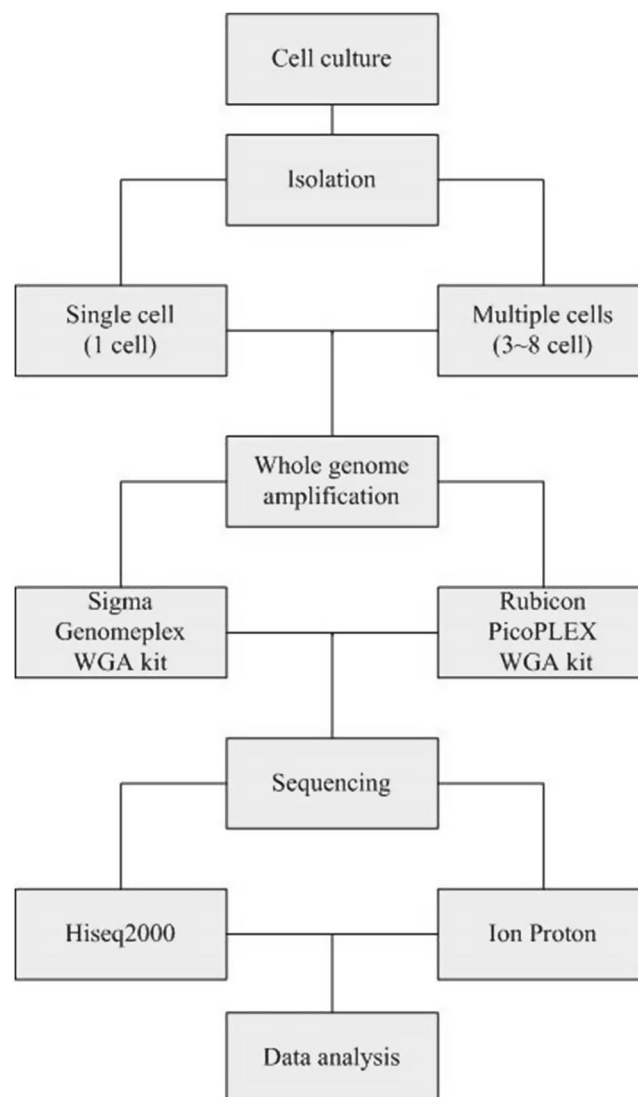 Cell culture
Isolation
Single cell
(1 cell)
Multiple cells
(3~8 cell)
Whole genome
amplification
Sigma
Genomeplex
WGA kit
Rubicon
PicoPLEX
WGA kit
Sequencing
Hiseq2000
Ion Proton
Data analysis